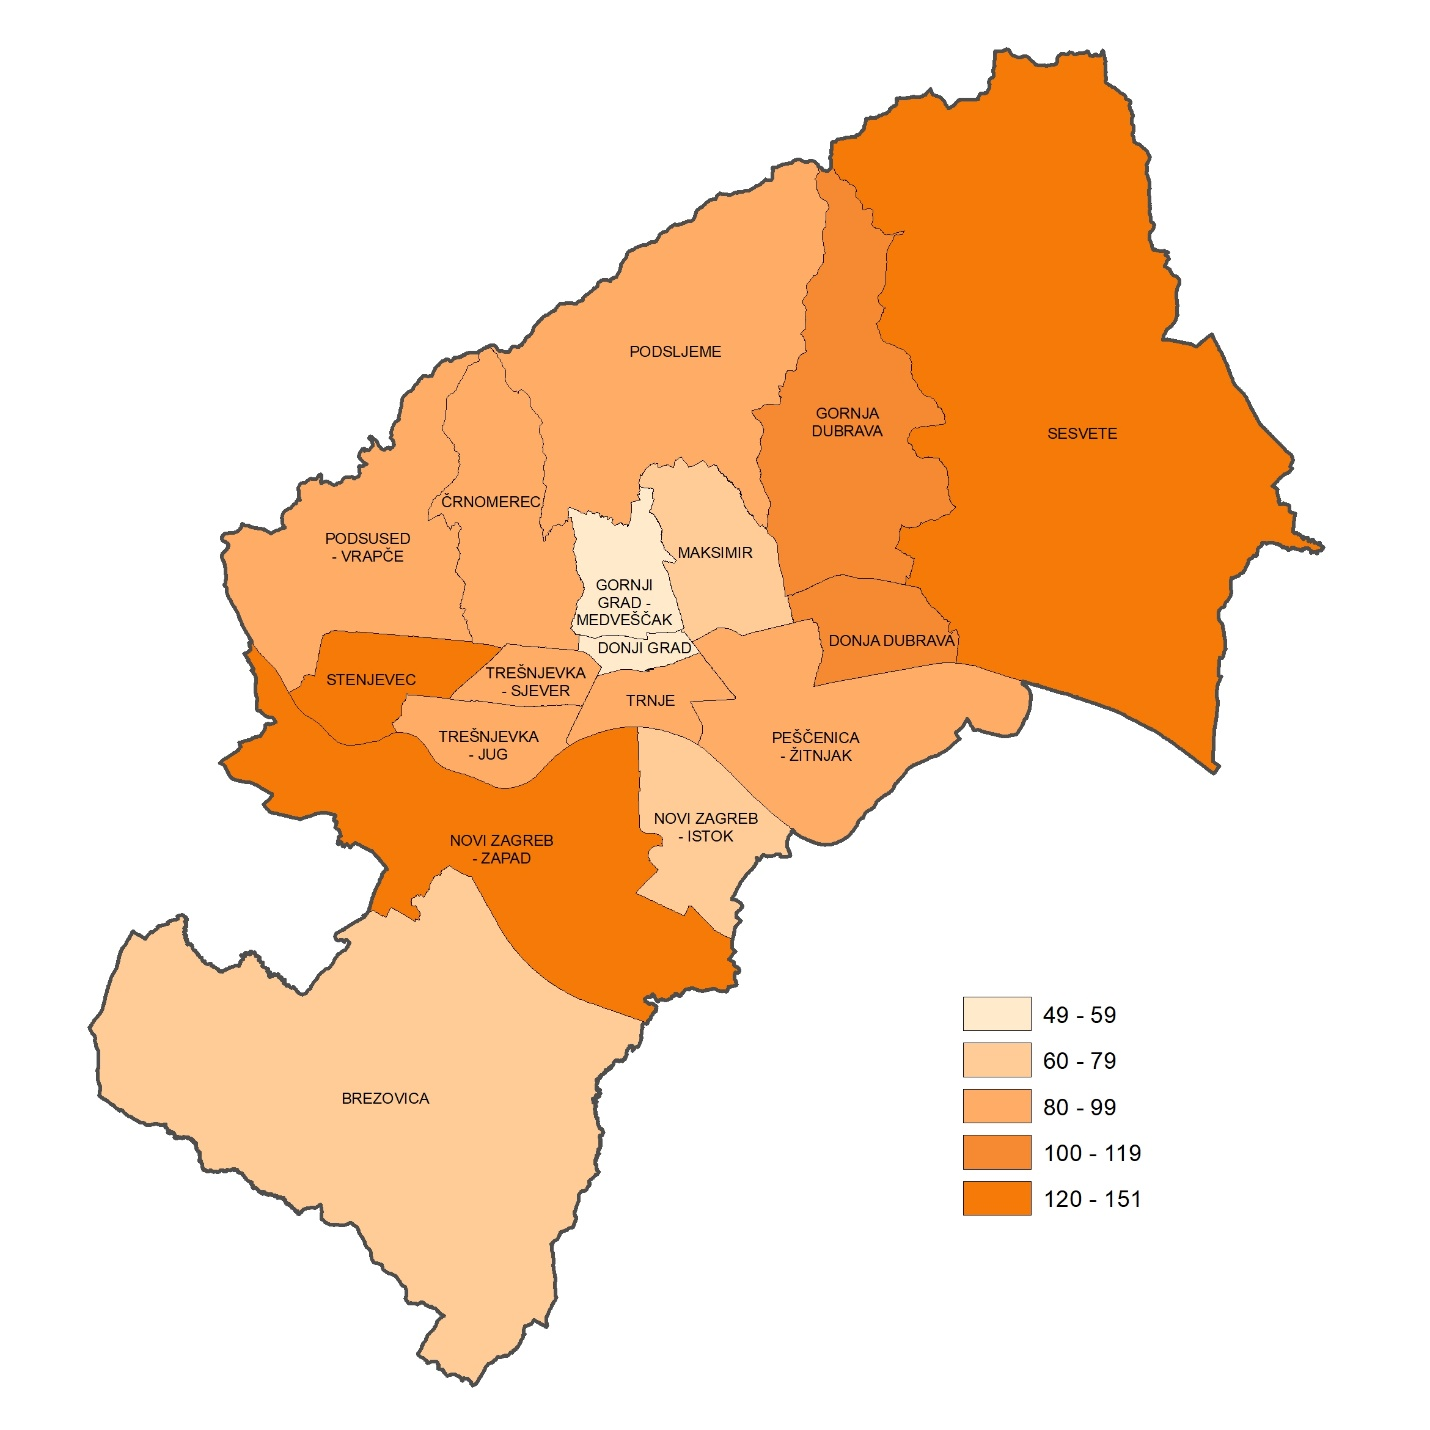 PODSLJEME
GORNJA
DUBRAVA
SESVETE
ČRNOMEREC
PODSUSED
- VRAPČE
MAKSIMIR
GORNJI
GRAD -
MEDVEŠČAK
DONJI GRAD
DONJA DUBRAVA
STENJEVEC
TREŠNJEVKA
- SJEVER
TRNJE
TREŠNJEVKA
- JUG
PEŠČENICA
- ŽITNJAK
NOVI ZAGREB
- ISTOK
NOVI ZAGREB
- ZAPAD
BREZOVICA
49 - 59
60 - 79
80 - 99
100 - 119
120 - 151